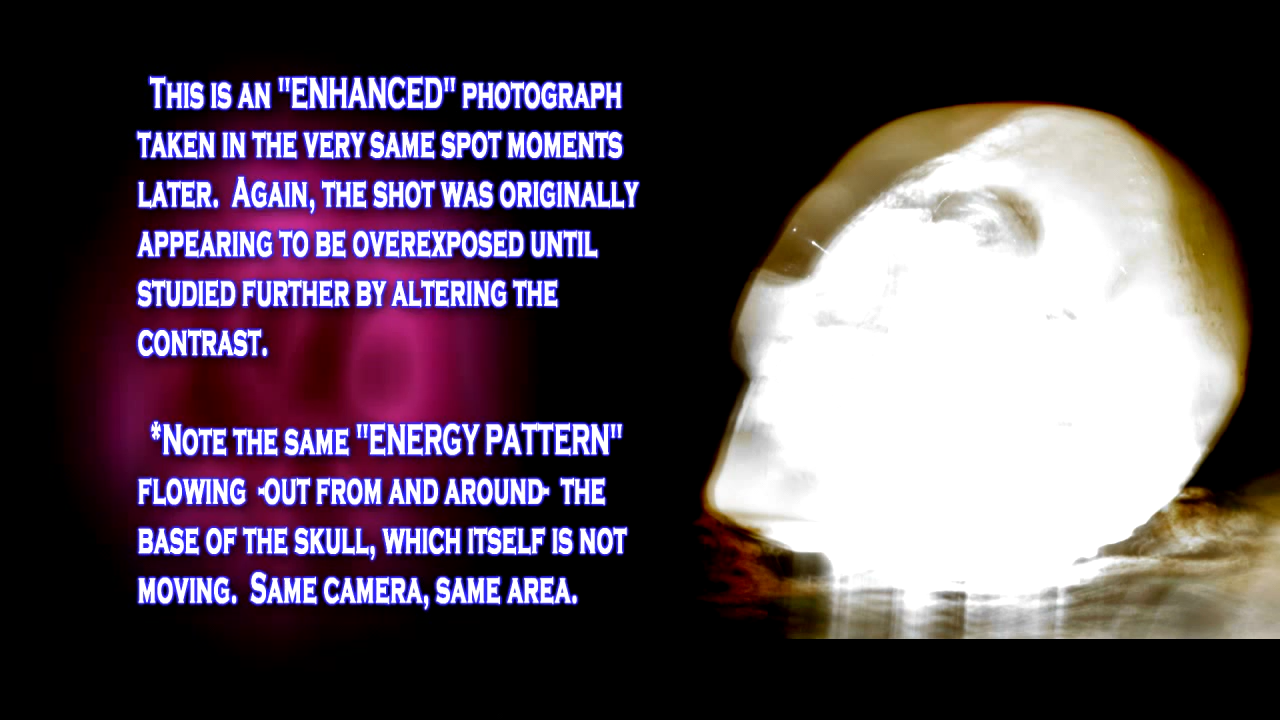 This is an "ENHANCED" photograph
taken in the very same spot moments
later. Again, the shot was originally
appearing to be overexposed until
studied further by altering the
contrast.
*Note the same "ENERGY PATTERN"
flowing -out from and around- the
base of the skull, which itself is not
moving. Same camera, same area.